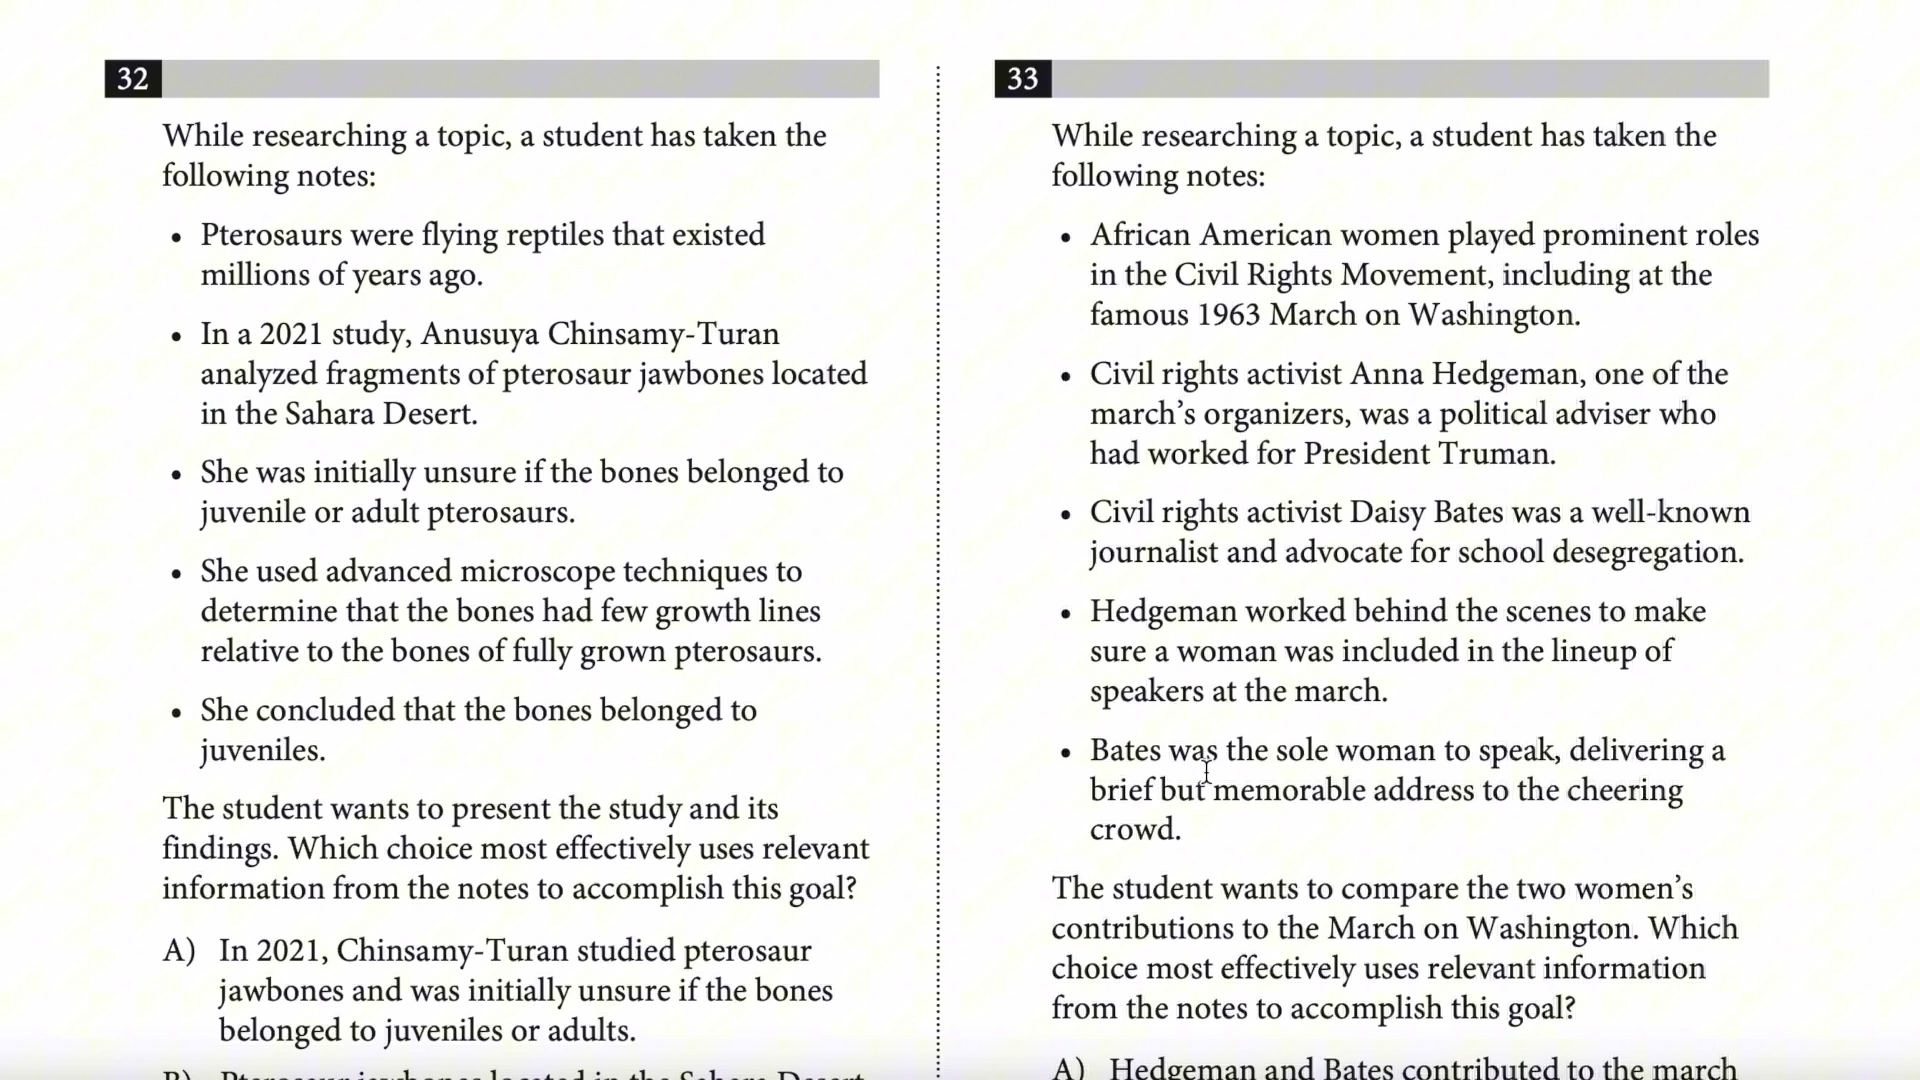 32
While researching a topic, a student has taken the
following notes:
• Pterosaurs were flying reptiles that existed
millions of years ago.
• In a 2021 study, Anusuya Chinsamy-Turan
analyzed fragments of pterosaur jawbones located
in the Sahara Desert.
• She was initially unsure if the bones belonged to
juvenile or adult pterosaurs.
• She used advanced microscope techniques to
determine that the bones had few growth lines
relative to the bones of fully grown pterosaurs.
• She concluded that the bones belonged to
juveniles.
The student wants to present the study and its
findings. Which choice most effectively uses relevant
information from the notes to accomplish this goal?
A) In 2021, Chinsamy-Turan studied pterosaur
jawbones and was initially unsure if the bones
belonged to juveniles or adults.
B) Pterosaur jawbones located in the Sahara Desert
33
While researching a topic, a student has taken the
following notes:
• African American women played prominent roles
in the Civil Rights Movement, including at the
famous 1963 March on Washington.
• Civil rights activist Anna Hedgeman, one of the
march’s organizers, was a political adviser who
had worked for President Truman.
• Civil rights activist Daisy Bates was a well-known
journalist and advocate for school desegregation.
• Hedgeman worked behind the scenes to make
sure a woman was included in the lineup of
speakers at the march.
• Bates was the sole woman to speak, delivering a
brief but memorable address to the cheering
crowd.
The student wants to compare the two women’s
contributions to the March on Washington. Which
choice most effectively uses relevant information
from the notes to accomplish this goal?
A) Hedgeman and Bates contributed to the march